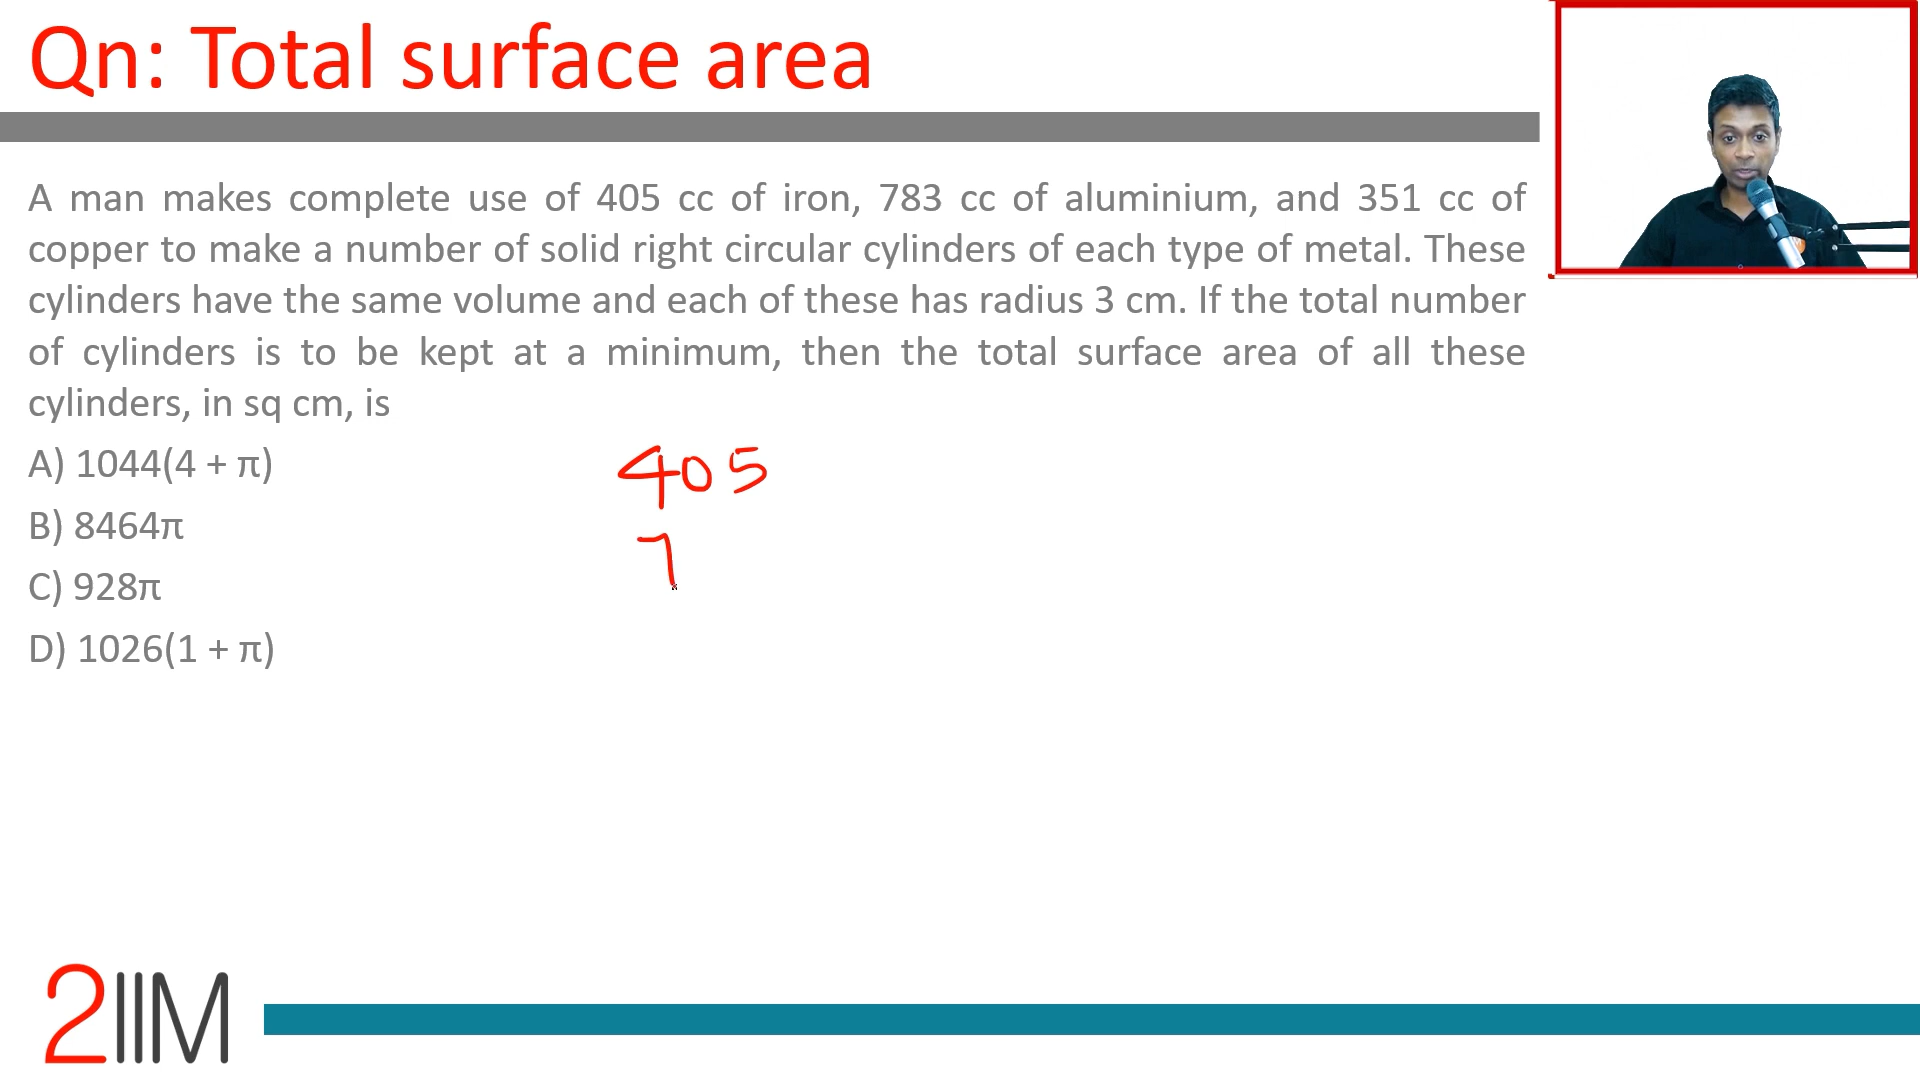 Qn: Total surface area
A man makes complete use of 405 cc of iron, 783 cc of aluminium, and 351 cc of
copper to make a number of solid right circular cylinders of each type of metal. These
cylinders have the same volume and each of these has radius 3 cm. If the total number
of cylinders is to be kept at a minimum, then the total surface area of all these
cylinders, in sq cm, is
A) 1044(4 + π)
B) 8464π
C) 928π
D) 1026(1 + π)
405
7
2IIM